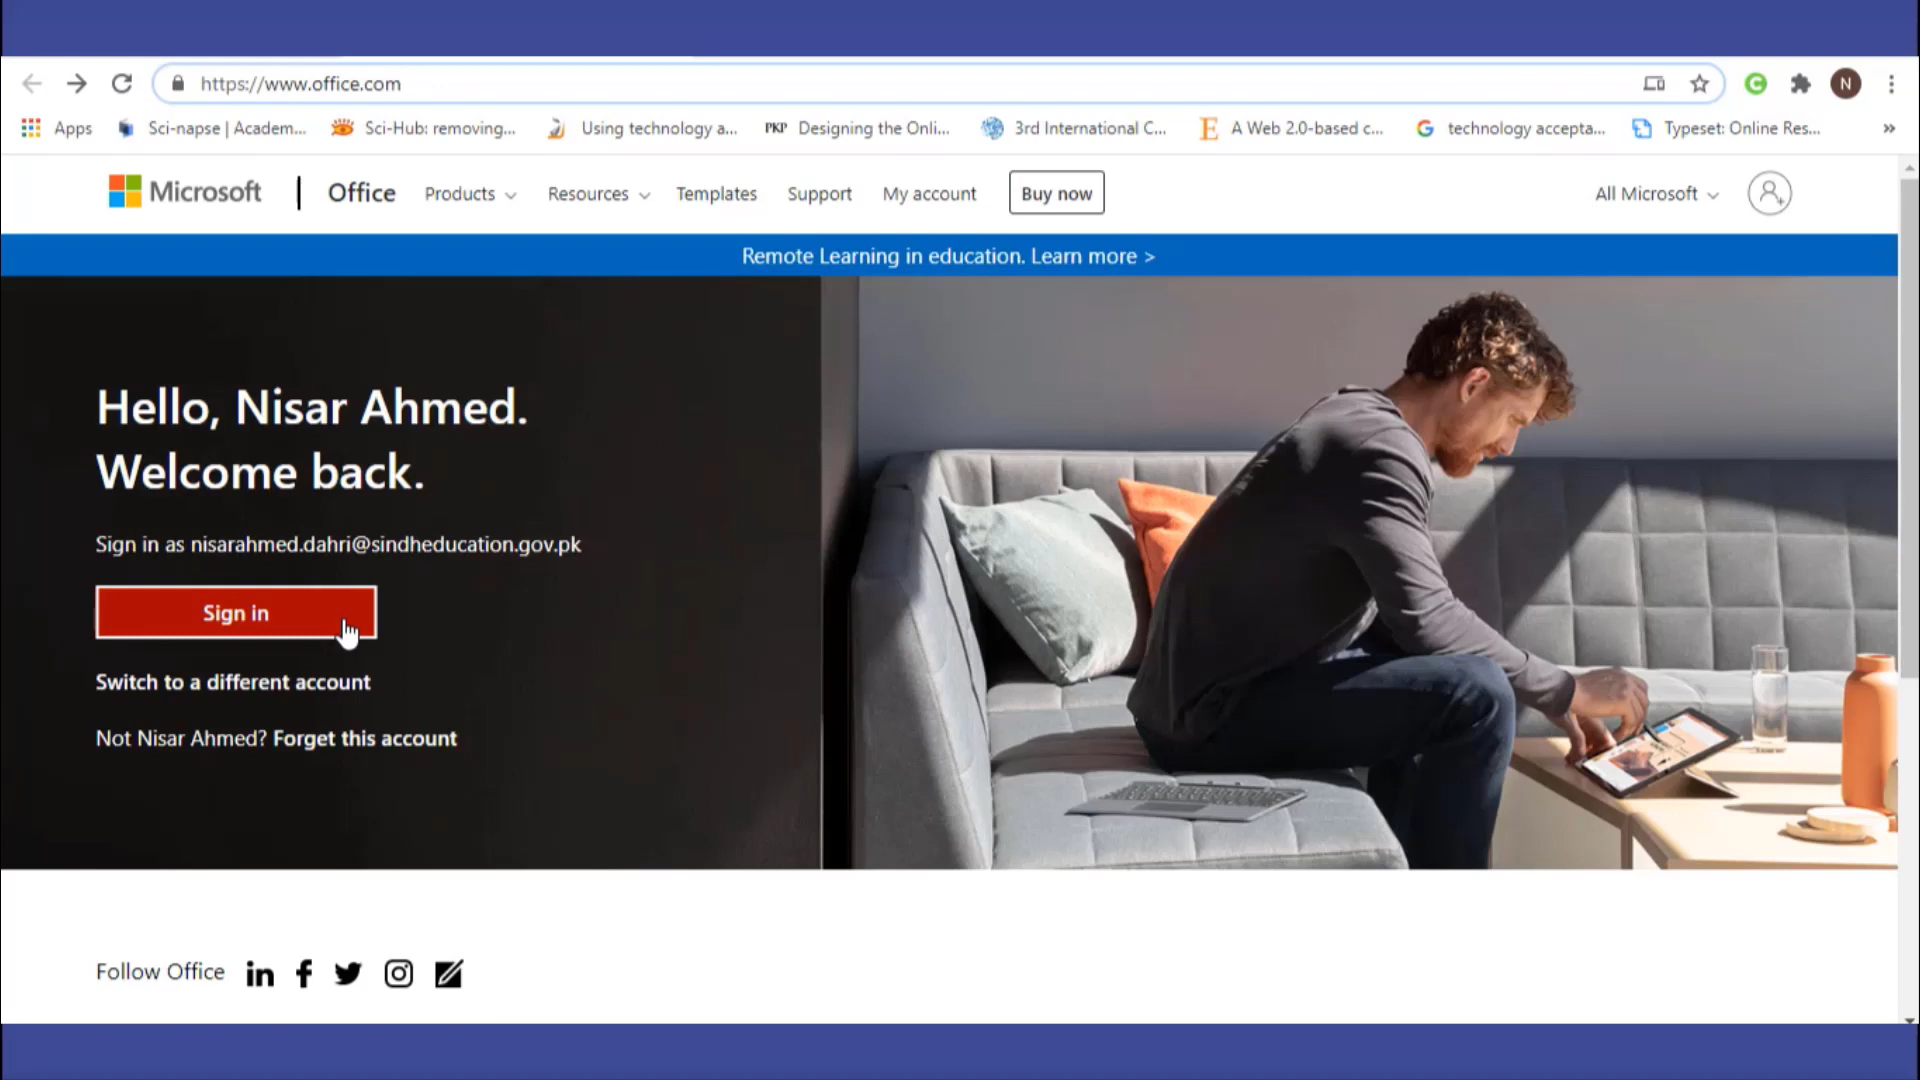 https://www.office.com
N
Apps
Sci-napse | Academ...
Sci-Hub: removing...
Using technology a...
PKP Designing the Onli...
3rd International C...
E A Web 2.0-based c...
G technology accepta...
Typeset: Online Res...
»
Microsoft
Office
Products
Resources
Templates
Support
My account
Buy now
All Microsoft
Remote Learning in education. Learn more >
Hello, Nisar Ahmed.
Welcome back.
Sign in as nisarahmed.dahri@sindheducation.gov.pk
Sign in
Switch to a different account
Not Nisar Ahmed? Forget this account
Follow Office